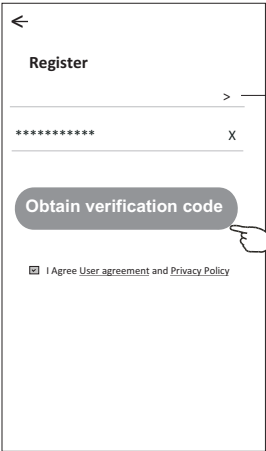 Register
>
*********** X
Obtain verification code
I Agree User agreement and Privacy Policy